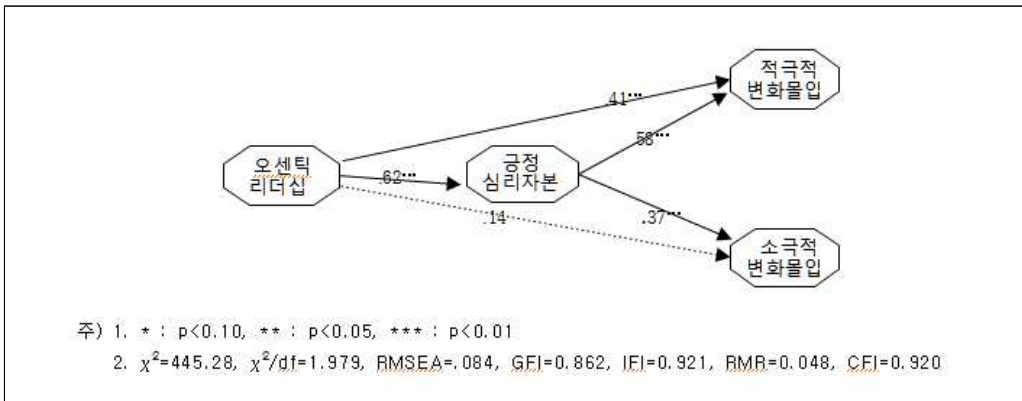 적극적
변화몰입
.41***
.58***
오센틱
리더십
.62***
긍정
심리자본
.14
.37***
소극적
변화몰입
주) 1. * : p<0.10, ** : p<0.05, *** : p<0.01
2. χ²=445.28, χ²/df=1.979, RMSEA=.084, GFI=0.862, IFI=0.921, RMR=0.048, CFI=0.920